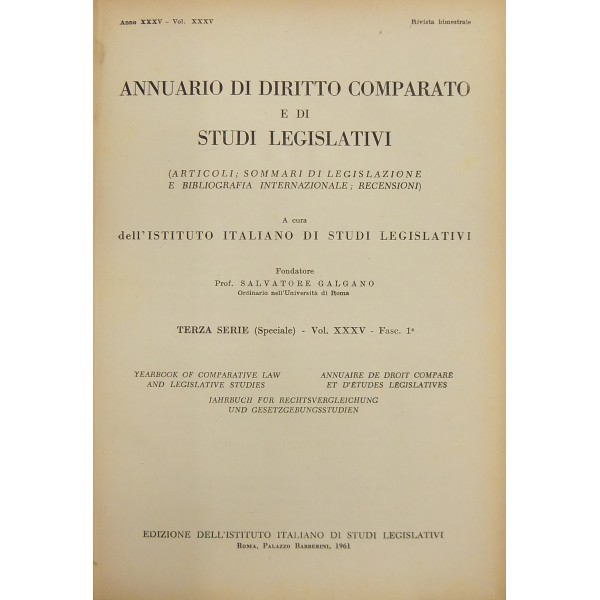 Anno XXXV - Vol. XXXV
Rivista bimestrale
ANNUARIO DI DIRITTO COMPARATO
E DI
STUDI LEGISLATIVI
(ARTICOLI; SOMMARI DI LEGISLAZIONE
E BIBLIOGRAFIA INTERNAZIONALE; RECENSIONI)
A cura
dell'ISTITUTO ITALIANO DI STUDI LEGISLATIVI
Fondatore
Prof. SALVATORE GALGANO
Ordinario nell'Università di Roma
TERZA SERIE (Speciale) - Vol. XXXV - Fasc. 1°
YEARBOOK OF COMPARATIVE LAW
AND LEGISLATIVE STUDIES
ANNUAIRE DE DROIT COMPARÉ
ET D'ÉTUDES LÉGISLATIVES
JAHRBUCH FÜR RECHTSVERGLEICHUNG
UND GESETZGEBUNGSSTUDIEN
EDIZIONE DELL'ISTITUTO ITALIANO DI STUDI LEGISLATIVI
ROMA, PALAZZO BARBERINI, 1961